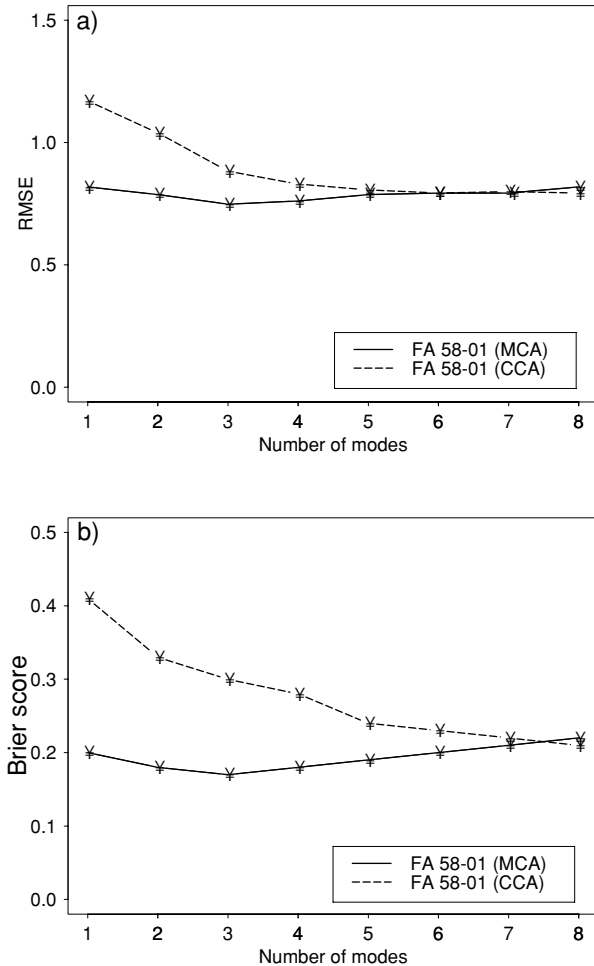 a)
1.5
1.0
0.5
0.0
RMSE
FA 58-01 (MCA)
FA 58-01 (CCA)
1 2 3 4 5 6 7 8
Number of modes
b)
0.5
0.4
0.3
0.2
0.1
0.0
Brier score
FA 58-01 (MCA)
FA 58-01 (CCA)
1 2 3 4 5 6 7 8
Number of modes